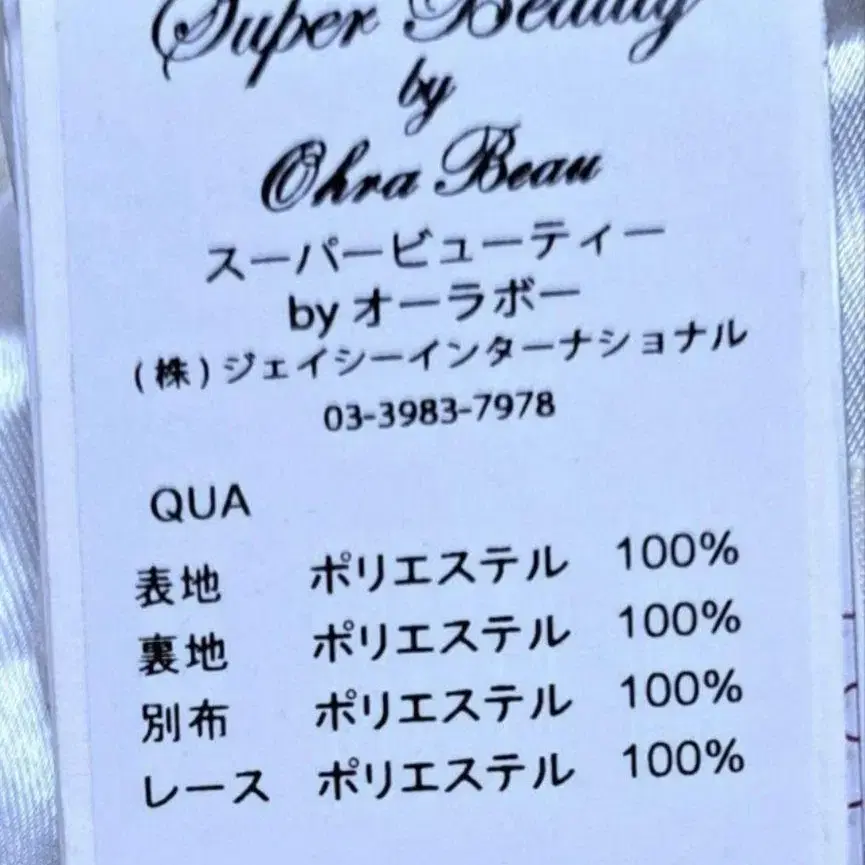 Super Beauty
by
Ohra Beau
スーパービューティー
by オーラボー
(株)ジェイシーインターナショナル
03-3983-7978
QUA
表地 ポリエステル 100%
裏地 ポリエステル 100%
別布 ポリエステル 100%
レース ポリエステル 100%